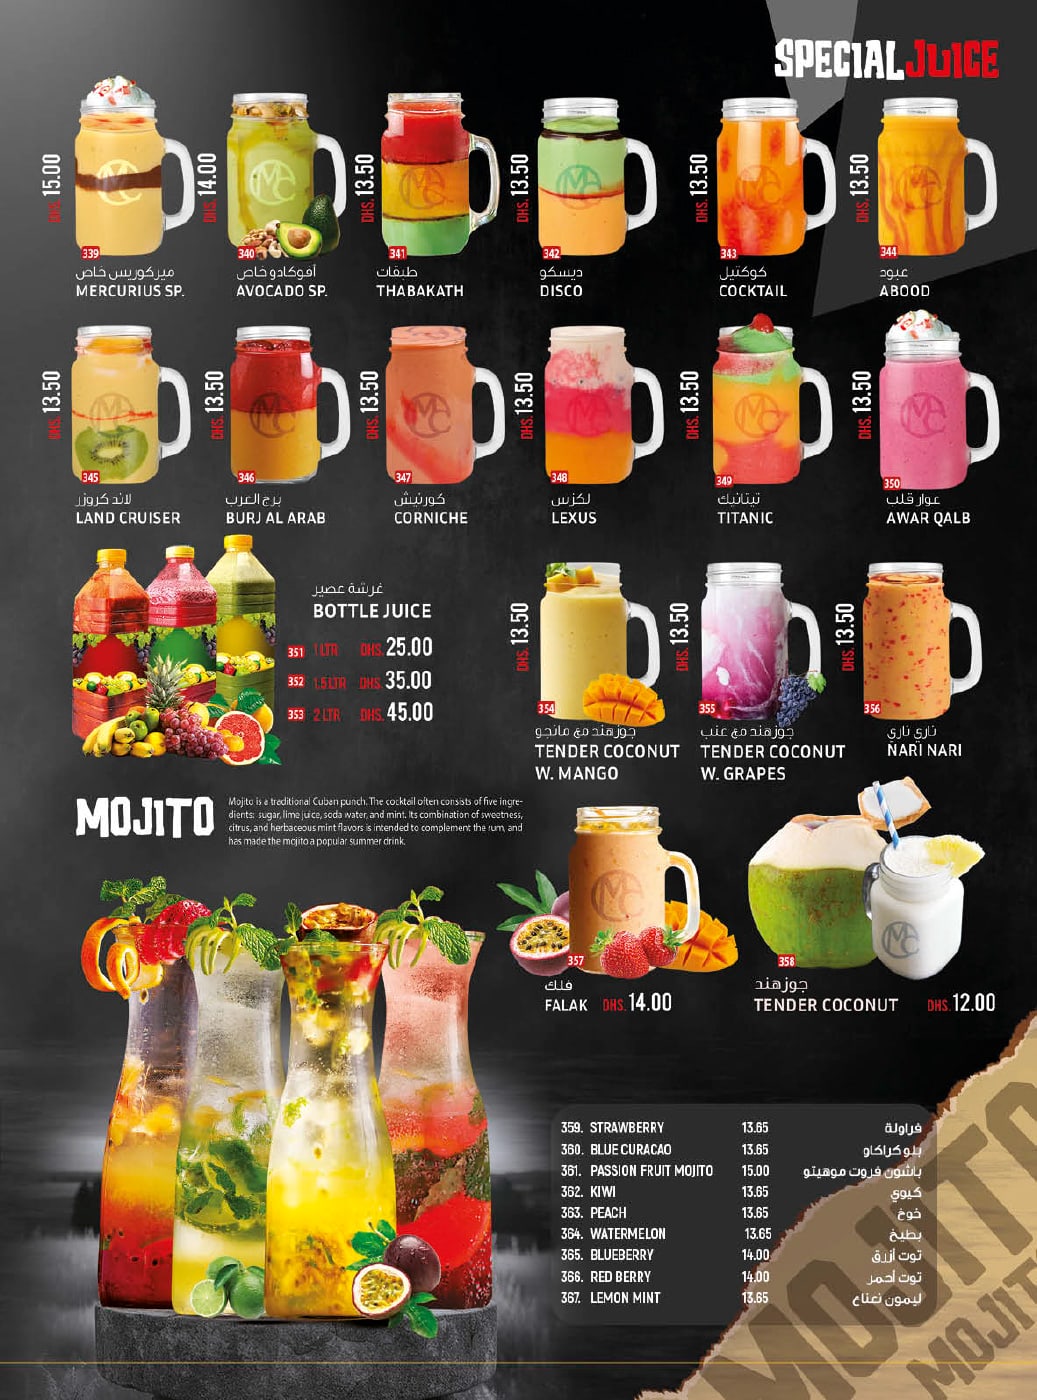 SPECIAL JUICE
DHS. 15.00
339
ميركوريس خاص
MERCURIUS SP.
DHS. 14.00
340
أفوكادو خاص
AVOCADO SP.
DHS. 13.50
341
طبقات
THABAKATH
DHS. 13.50
342
ديسكو
DISCO
DHS. 13.50
343
كوكتيل
COCKTAIL
DHS. 13.50
344
عبود
ABOOD
DHS. 13.50
345
لاند كروزر
LAND CRUISER
DHS. 13.50
346
برج العرب
BURJ AL ARAB
DHS. 13.50
347
كورنيش
CORNICHE
DHS. 13.50
348
لكزس
LEXUS
DHS. 13.50
349
تيتانيك
TITANIC
DHS. 13.50
350
عوار قلب
AWAR QALB
غرشة عصير
BOTTLE JUICE
351 1 LTR DHS. 25.00
352 1.5 LTR DHS. 35.00
353 2 LTR DHS. 45.00
DHS. 13.50
354
جوز هند مع مانجو
TENDER COCONUT
W. MANGO
DHS. 13.50
355
جوز هند مع عنب
TENDER COCONUT
W. GRAPES
DHS. 13.50
356
ناري ناري
NARI NARI
MOJITO
Mojito is a traditional Cuban punch. The cocktail often consists of five ingre-
dients: sugar, lime juice, soda water, and mint. Its combination of sweetness,
citrus, and herbaceous mint flavors is intended to complement the rum, and
has made the mojito a popular summer drink.
357
فلك
FALAK DHS. 14.00
358
جوز هند
TENDER COCONUT DHS. 12.00
359. STRAWBERRY 13.65 فراولة
360. BLUE CURACAO 13.65 بلو كراكاو
361. PASSION FRUIT MOJITO 15.00 باشون فروت موهيتو
362. KIWI 13.65 كيوي
363. PEACH 13.65 خوخ
364. WATERMELON 13.65 بطيخ
365. BLUEBERRY 14.00 توت أزرق
366. RED BERRY 14.00 توت أحمر
367. LEMON MINT 13.65 ليمون نعناع
MOJITO
MOJITO